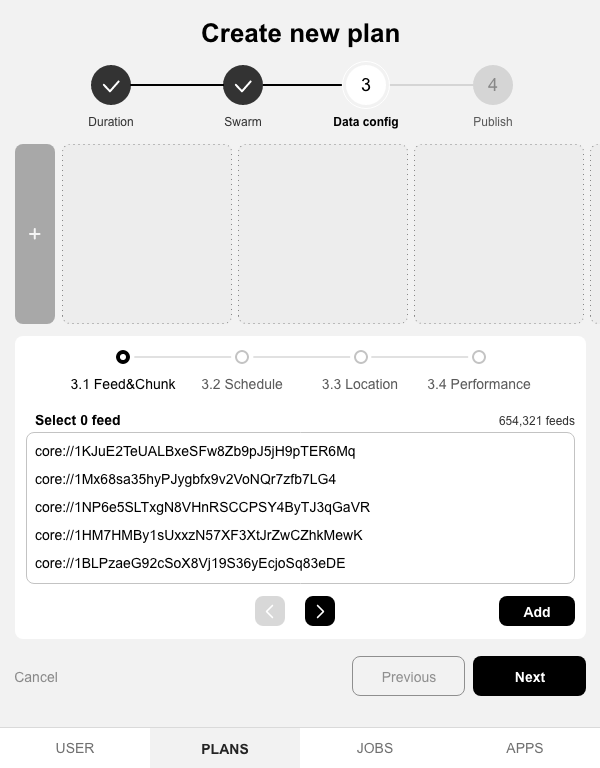 Create new plan
3
4
Duration
Swarm
Data config
Publish
+
3.1 Feed&Chunk
3.2 Schedule
3.3 Location
3.4 Performance
Select 0 feed
654,321 feeds
core://1KJuE2TeUALBxeSFw8Zb9pJ5jH9pTER6Mq
core://1Mx68sa35hyPJygbfx9v2VoNQr7zfb7LG4
core://1NP6e5SLTxgN8VHnRSCCPSY4ByTJ3qGaVR
core://1HM7HMBy1sUxxzN57XF3XtJrZwCZhkMewK
core://1BLPzaeG92cSoX8Vj19S36yEcjoSq83eDE
Add
Cancel
Previous
Next
USER
PLANS
JOBS
APPS